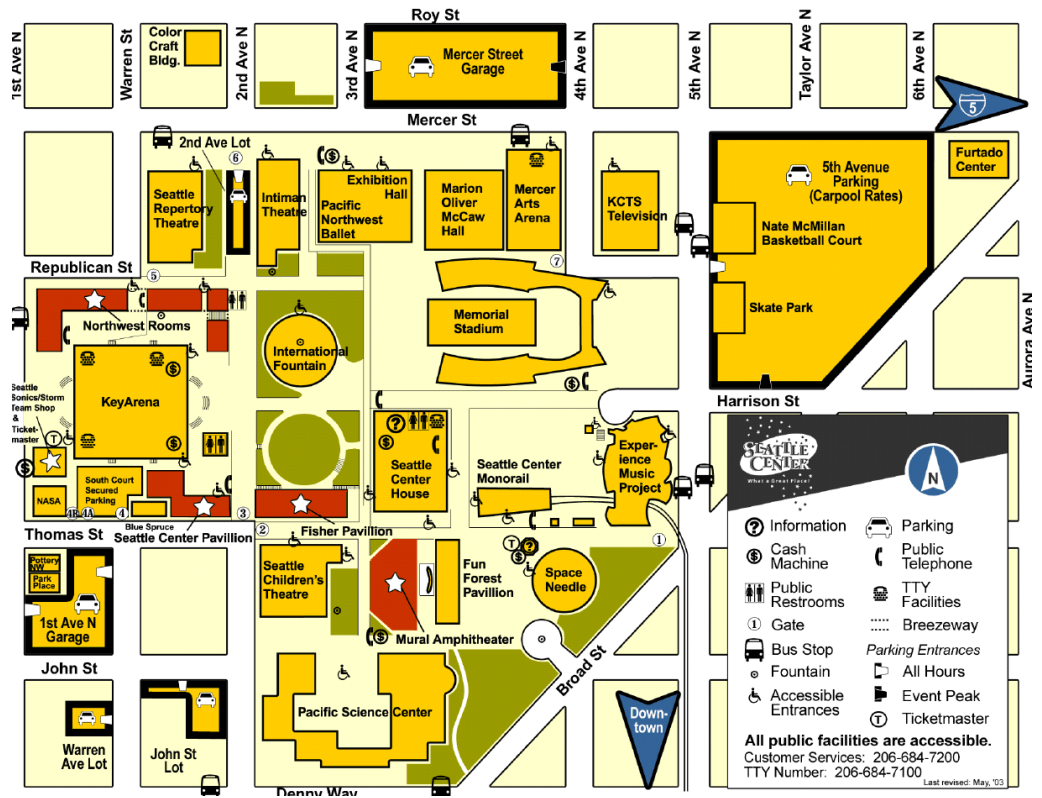 Roy St
1st Ave N
Warren St
Color
Craft
Bldg.
2nd Ave N
3rd Ave N
Mercer Street
Garage
4th Ave N
5th Ave N
Taylor Ave N
6th Ave N
5
Mercer St
2nd Ave Lot
6
Seattle
Repertory
Theatre
Intiman
Theatre
$
Exhibition
Hall
Pacific
Northwest
Ballet
Marion
Oliver
McCaw
Hall
Mercer
Arts
Arena
KCTS
Television
5th Avenue
Parking
(Carpool Rates)
Furtado
Center
Nate McMillan
Basketball Court
Skate Park
Republican St
5
7
Northwest Rooms
International
Fountain
Memorial
Stadium
Aurora Ave N
Seattle
Sonics/Storm
Team Shop
&
Ticket-
master
T
$
KeyArena
$
$
$
Harrison St
?
$
Seattle
Center
House
Seattle Center
Monorail
Exper-
ience
Music
Project
NASA
South Court
Secured
Parking
4B
4A
4
Blue Spruce
Seattle Center Pavilion
3
2
Fisher Pavilion
1
Thomas St
Pottery
NW
Park
Place
1st Ave N
Garage
Seattle
Children's
Theatre
Fun
Forest
Pavilion
T
?
$
Space
Needle
$
Mural Amphitheater
John St
Broad St
Pacific Science Center
Down-
town
Warren
Ave Lot
John St
Lot
Denny Way
SEATTLE
CENTER
What a Great Place!
N
? Information
Parking
$ Cash
Machine
Public
Telephone
Public
Restrooms
TTY
Facilities
1 Gate
Breezeway
Bus Stop
Parking Entrances
Fountain
All Hours
Accessible
Entrances
Event Peak
T Ticketmaster
All public facilities are accessible.
Customer Services: 206-684-7200
TTY Number: 206-684-7100
Last revised: May, '03